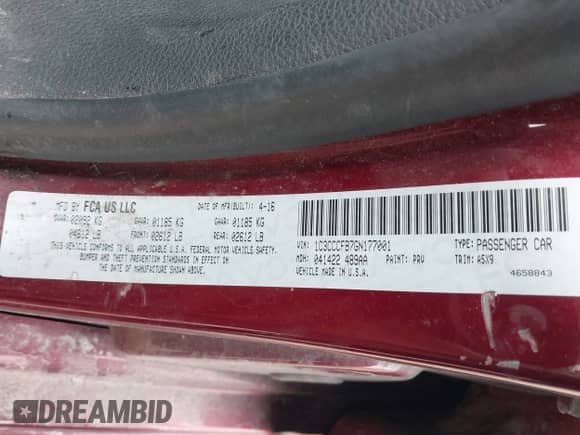 MFD BY FCA US LLC DATE OF MFR(BUILT): 4-16
GVWR: 02092 KG GAWR: 01185 KG GAWR: 01185 KG
04612 LB FRONT: 02612 LB REAR: 02612 LB
THIS VEHICLE CONFORMS TO ALL APPLICABLE U.S.A. FEDERAL MOTOR VEHICLE SAFETY,
BUMPER AND THEFT PREVENTION STANDARDS IN EFFECT ON
THE DATE OF MANUFACTURE SHOWN ABOVE.
VIN: 1C3CCCFB7GN177001 TYPE: PASSENGER CAR
MDH: 041422 489AA PAINT: PRV TRIM: A5X9
VEHICLE MADE IN U.S.A. 4658843
DREAMBID